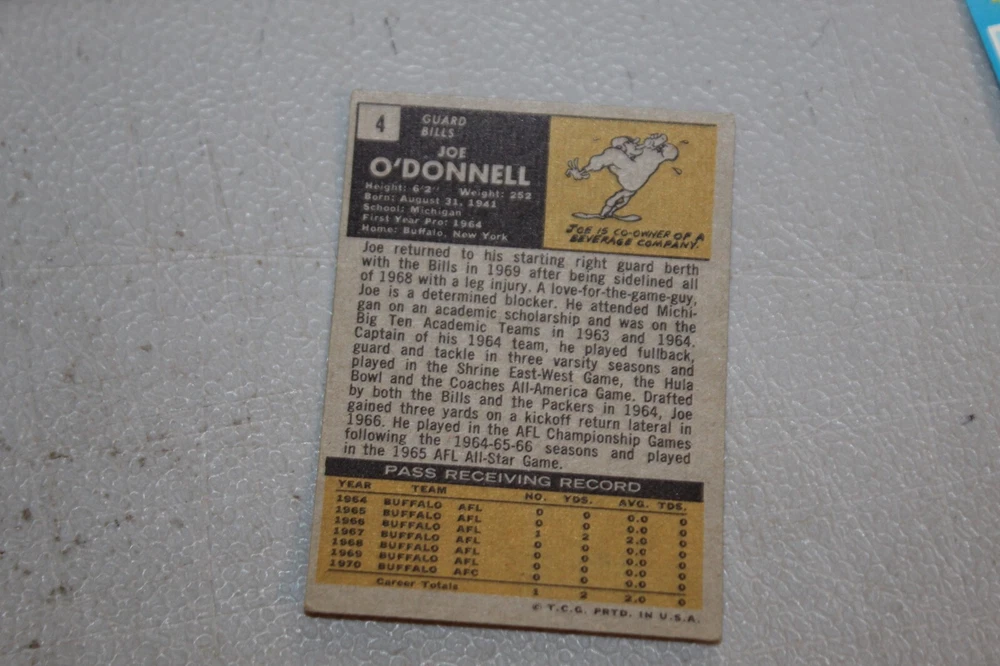 4
GUARD
BILLS
JOE
O'DONNELL
Height: 6'2" Weight: 252
Born: August 31, 1941
School: Michigan
First Year Pro: 1964
Home: Buffalo, New York
JOE IS CO-OWNER OF A
BEVERAGE COMPANY.
Joe returned to his starting right guard berth
with the Bills in 1969 after being sidelined all
of 1968 with a leg injury. A love-for-the-game-guy,
Joe is a determined blocker. He attended Michi-
gan on an academic scholarship and was on the
Big Ten Academic Teams in 1963 and 1964.
Captain of his 1964 team, he played fullback,
guard and tackle in three varsity seasons and
played in the Shrine East-West Game, the Hula
Bowl and the Coaches All-America Game. Drafted
by both the Bills and the Packers in 1964, Joe
gained three yards on a kickoff return lateral in
1966. He played in the AFL Championship Games
following the 1964-65-66 seasons and played
in the 1965 AFL All-Star Game.
PASS RECEIVING RECORD
YEAR TEAM NO. YDS. AVG. TDS.
1964 BUFFALO AFL 0 0 0.0 0
1965 BUFFALO AFL 0 0 0.0 0
1966 BUFFALO AFL 1 2 2.0 0
1967 BUFFALO AFL 0 0 0.0 0
1968 BUFFALO AFL 0 0 0.0 0
1969 BUFFALO AFL 0 0 0.0 0
1970 BUFFALO AFC 0 0 0.0 0
Career Totals 1 2 2.0 0
© T.C.G. PRTD. IN U.S.A.